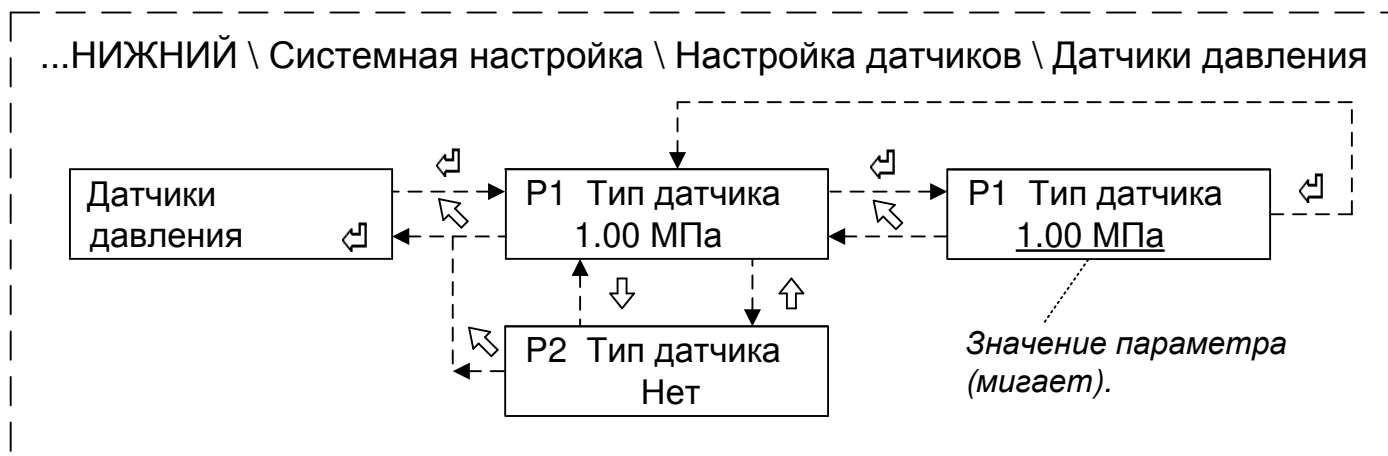 ...НИЖНИЙ \ Системная настройка \ Настройка датчиков \ Датчики давления
Датчики
давления
P1 Тип датчика
1.00 МПа
P1 Тип датчика
1.00 МПа
P2 Тип датчика
Нет
Значение параметра
(мигает).